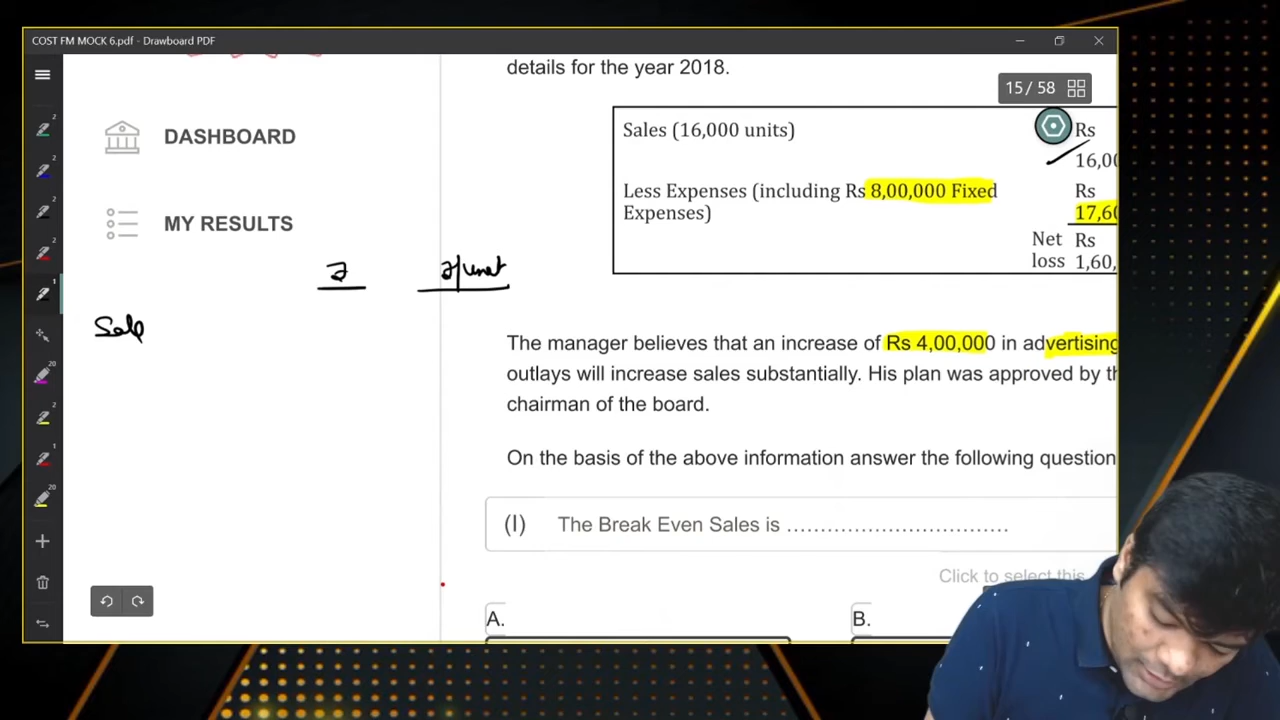 COST FM MOCK 6.pdf - Drawboard PDF
details for the year 2018.
15 / 58
DASHBOARD
Sales (16,000 units)
Rs
16,00
MY RESULTS
Less Expenses (including Rs 8,00,000 Fixed
Expenses)
Rs
17,60
Net
loss
Rs
1,60,
₹
₹/unit
Sale
The manager believes that an increase of Rs 4,00,000 in advertising
outlays will increase sales substantially. His plan was approved by th
chairman of the board.
On the basis of the above information answer the following question
(I) The Break Even Sales is ................................
Click to select this
A.
B.